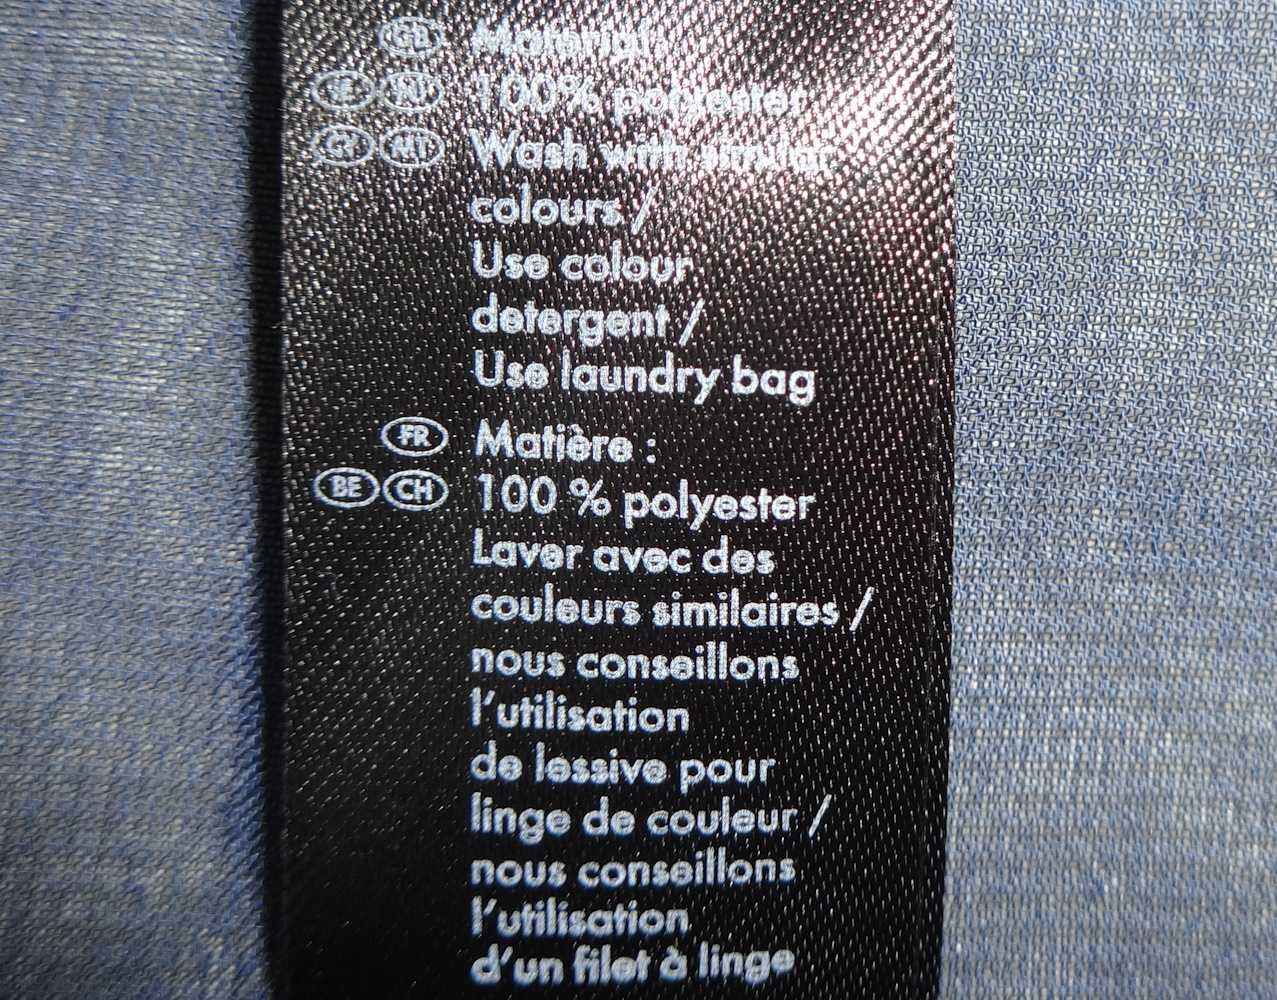 GB Material:
IE NI 100% polyester
CY MT Wash with similar
colours /
Use colour
detergent /
Use laundry bag
FR Matière :
BE CH 100 % polyester
Laver avec des
couleurs similaires /
nous conseillons
l'utilisation
de lessive pour
linge de couleur /
nous conseillons
l'utilisation
d'un filet à linge